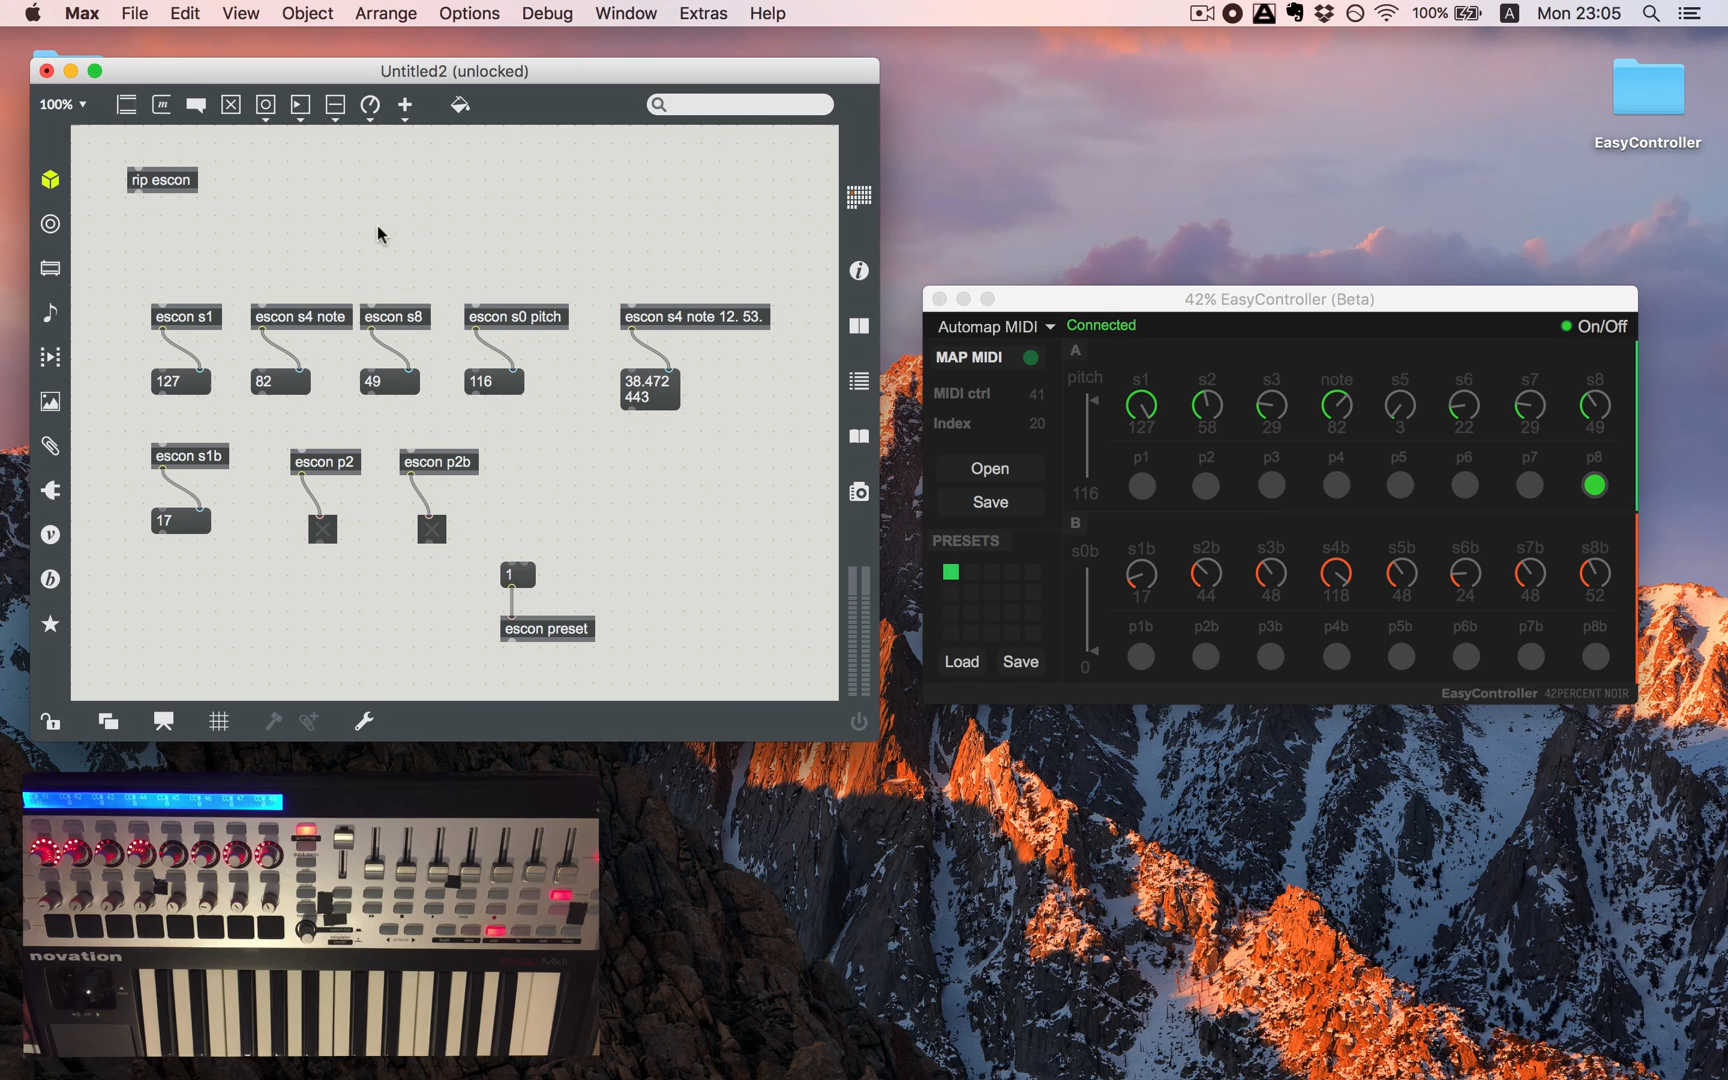 Max File Edit View Object Arrange Options Debug Window Extras Help
100% A Mon 23:05
Untitled2 (unlocked)
100%
m
rip escon
escon s1 escon s4 note escon s8 escon s0 pitch escon s4 note 12. 53.
127 82 49 116 38.472
443
escon s1b escon p2 escon p2b
17
1
escon preset
v
b
i
EasyController
42% EasyController (Beta)
Automap MIDI Connected On/Off
MAP MIDI
MIDI ctrl 41
Index 20
Open
Save
PRESETS
Load Save
A
pitch s1 s2 s3 note s5 s6 s7 s8
127 58 29 82 3 22 29 49
p1 p2 p3 p4 p5 p6 p7 p8
116
B
s0b s1b s2b s3b s4b s5b s6b s7b s8b
17 44 48 118 48 24 48 52
p1b p2b p3b p4b p5b p6b p7b p8b
0
EasyController 42PERCENT NOIR
novation